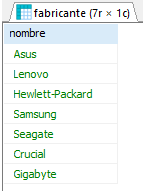 fabricante (7r × 1c)
nombre
Asus
Lenovo
Hewlett-Packard
Samsung
Seagate
Crucial
Gigabyte